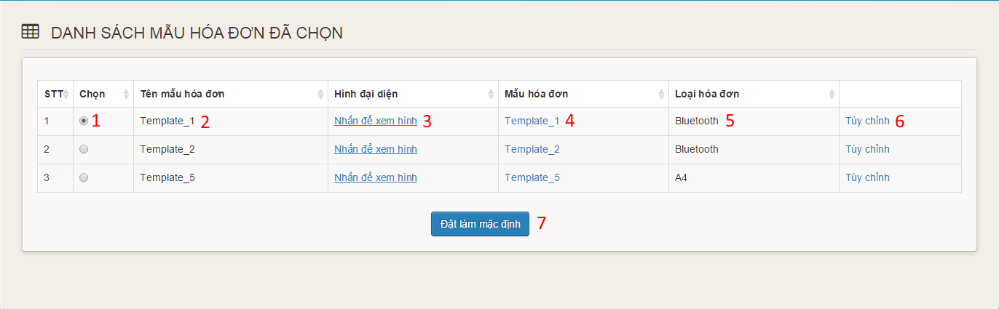 DANH SÁCH MẪU HÓA ĐƠN ĐÃ CHỌN
STT Chọn Tên mẫu hóa đơn Hình đại diện Mẫu hóa đơn Loại hóa đơn
1 1 Template_1 2 Nhấn để xem hình 3 Template_1 4 Bluetooth 5 Tùy chỉnh 6
2 Template_2 Nhấn để xem hình Template_2 Bluetooth Tùy chỉnh
3 Template_5 Nhấn để xem hình Template_5 A4 Tùy chỉnh
Đặt làm mặc định 7